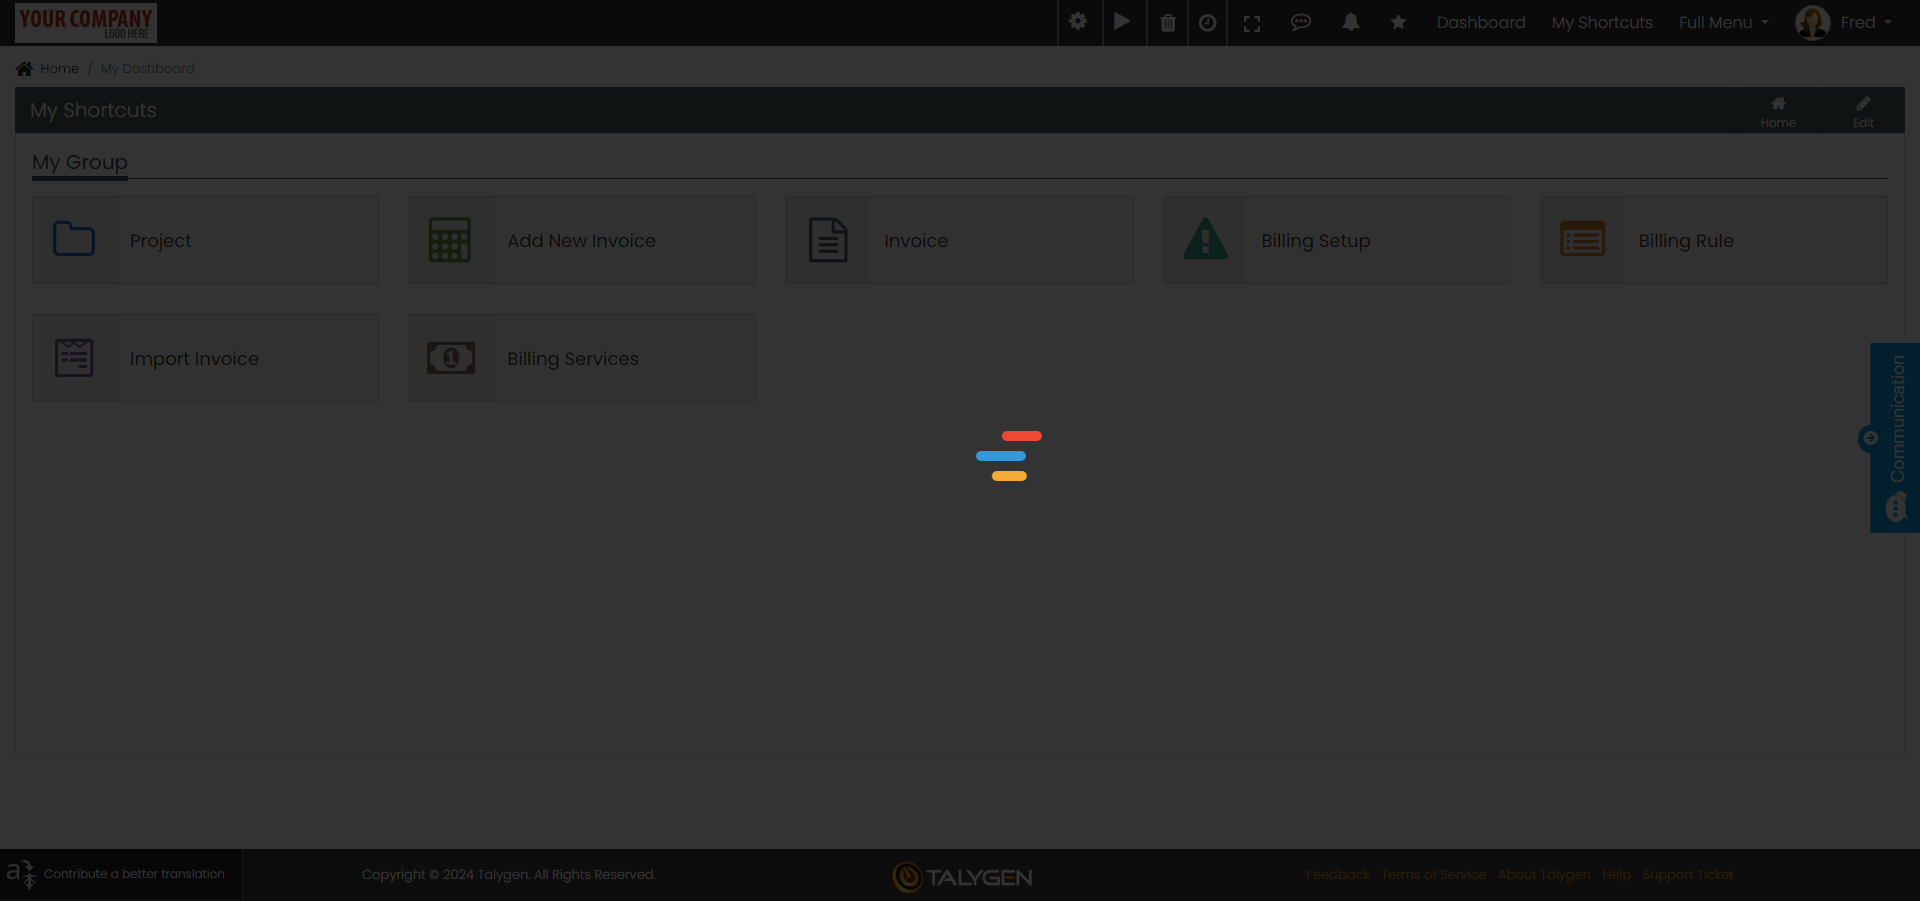 YOUR COMPANY
LOGO HERE
Dashboard
My Shortcuts
Full Menu
Fred
Home / My Dashboard
My Shortcuts
Home
Edit
My Group
Project
Add New Invoice
Invoice
Billing Setup
Billing Rule
Import Invoice
1
Billing Services
Communication
Contribute a better translation
Copyright © 2024 Talygen. All Rights Reserved.
TALYGEN
Feedback
Terms of Service
About Talygen
Help
Support Ticket